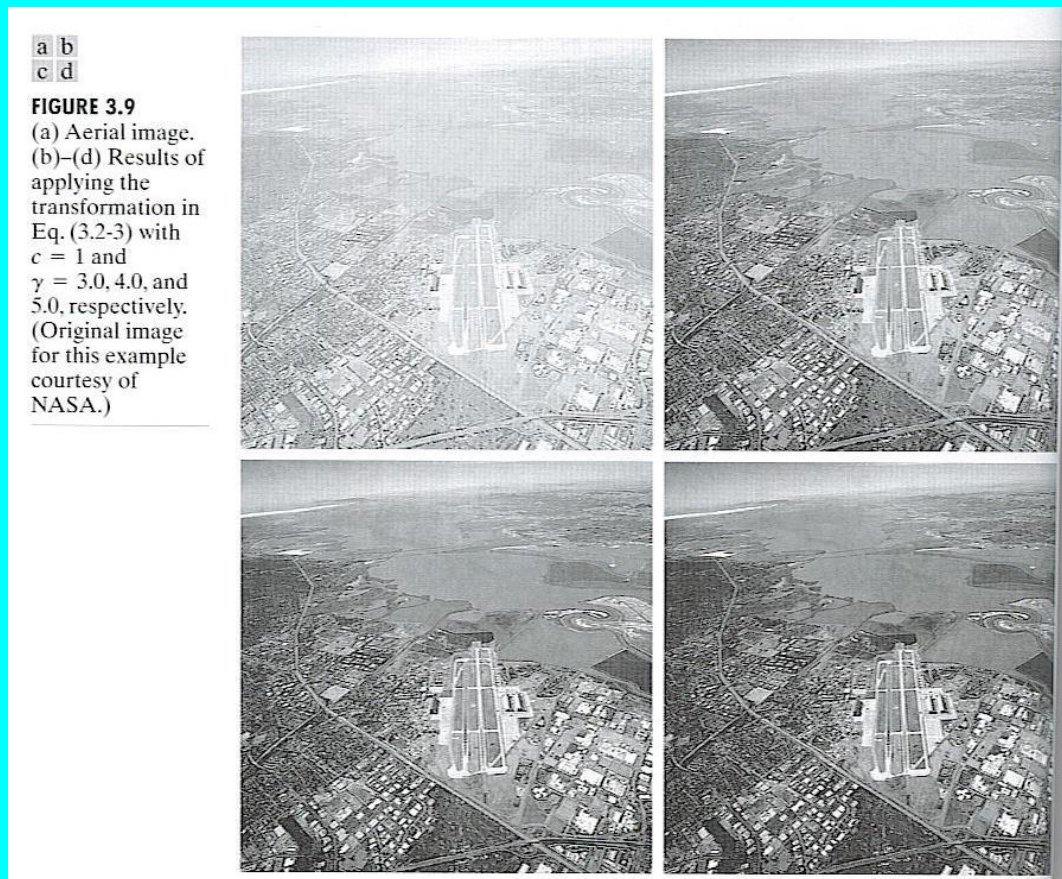 a b
c d
FIGURE 3.9
(a) Aerial image.
(b)–(d) Results of
applying the
transformation in
Eq. (3.2-3) with
c = 1 and
γ = 3.0, 4.0, and
5.0, respectively.
(Original image
for this example
courtesy of
NASA.)